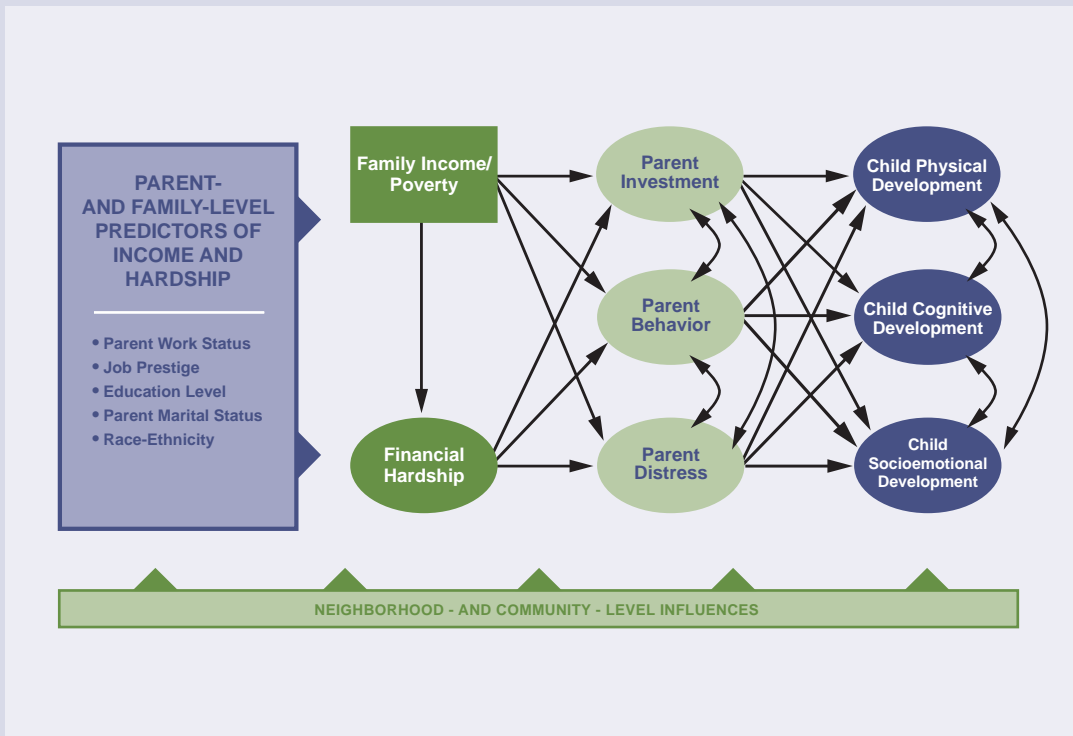 PARENT-
AND FAMILY-LEVEL
PREDICTORS OF
INCOME AND
HARDSHIP
• Parent Work Status
• Job Prestige
• Education Level
• Parent Marital Status
• Race-Ethnicity
Family Income/
Poverty
Financial
Hardship
Parent
Investment
Parent
Behavior
Parent
Distress
Child Physical
Development
Child Cognitive
Development
Child
Socioemotional
Development
NEIGHBORHOOD - AND COMMUNITY - LEVEL INFLUENCES